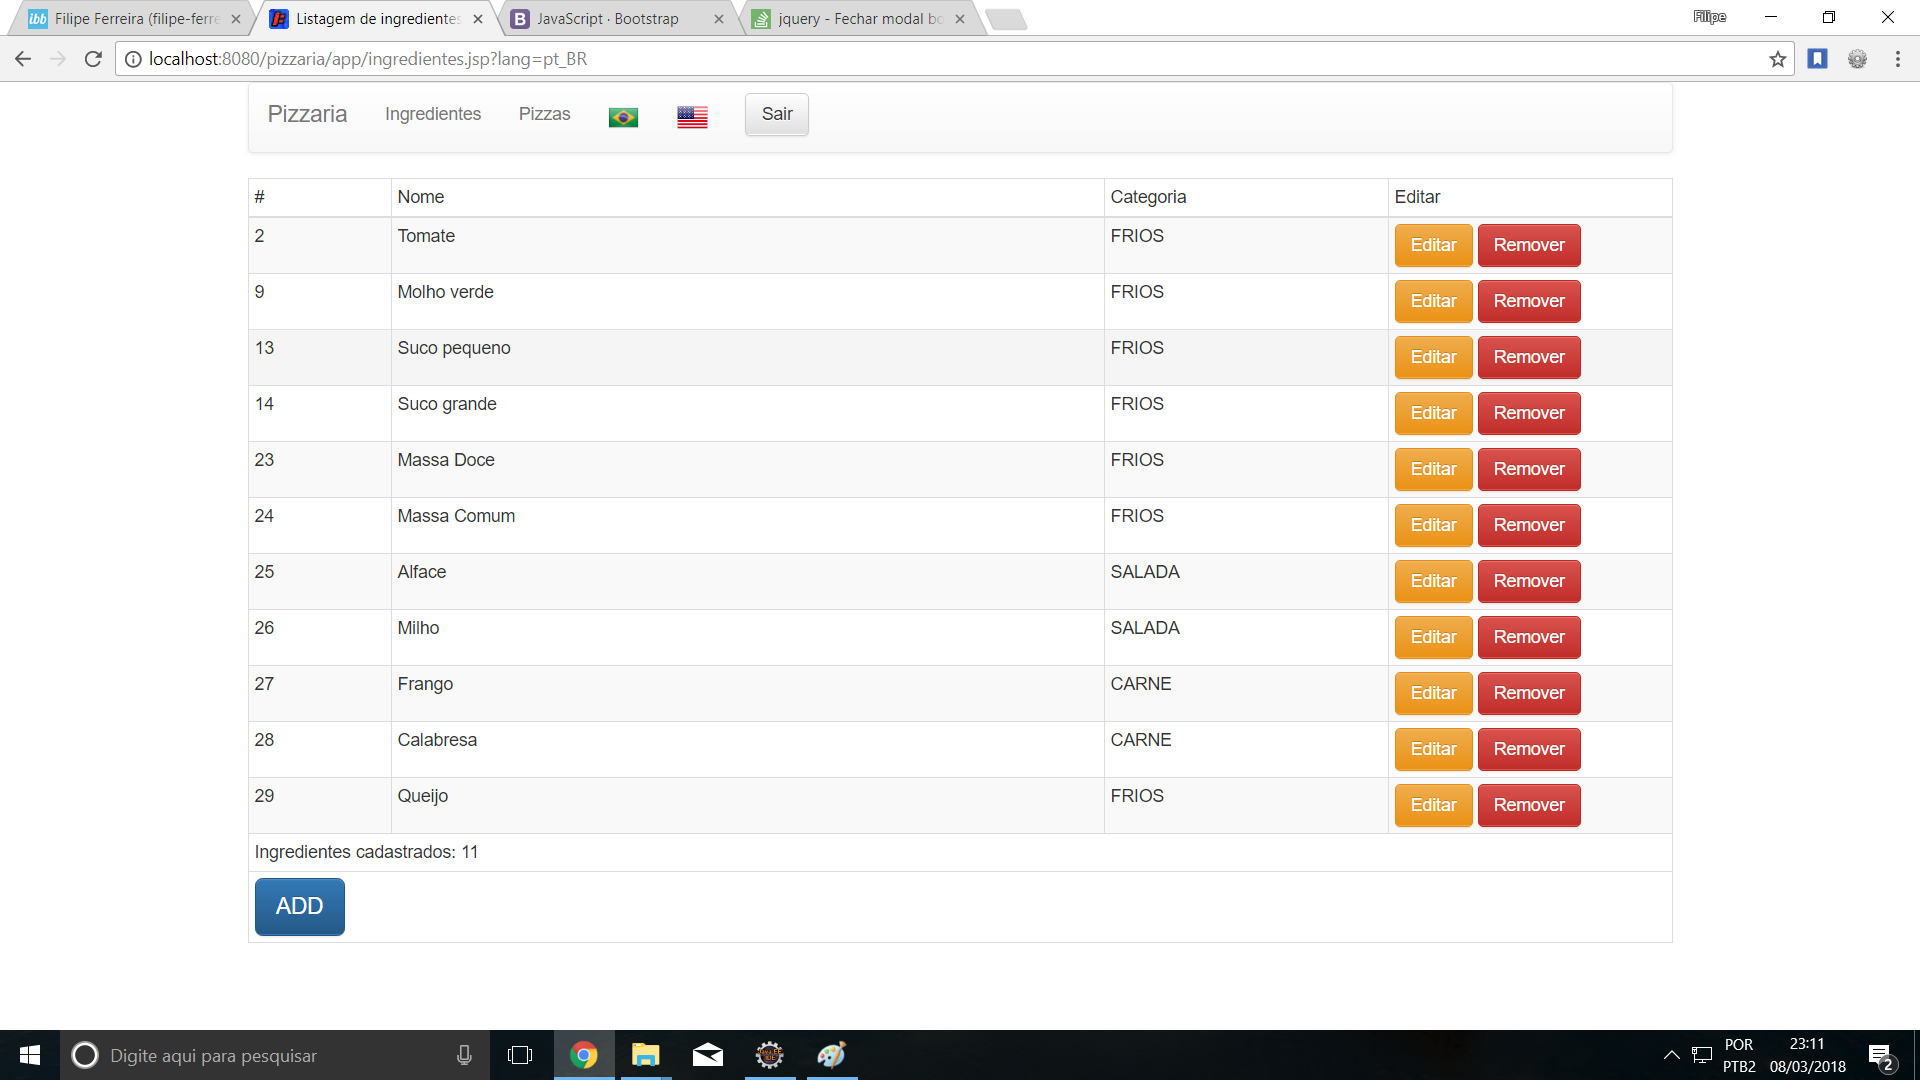 Filipe Ferreira (filipe-ferre
Listagem de ingredientes
JavaScript · Bootstrap
jquery - Fechar modal bo
Filipe
localhost:8080/pizzaria/app/ingredientes.jsp?lang=pt_BR
Pizzaria Ingredientes Pizzas Sair
# Nome Categoria Editar
2 Tomate FRIOS Editar Remover
9 Molho verde FRIOS Editar Remover
13 Suco pequeno FRIOS Editar Remover
14 Suco grande FRIOS Editar Remover
23 Massa Doce FRIOS Editar Remover
24 Massa Comum FRIOS Editar Remover
25 Alface SALADA Editar Remover
26 Milho SALADA Editar Remover
27 Frango CARNE Editar Remover
28 Calabresa CARNE Editar Remover
29 Queijo FRIOS Editar Remover
Ingredientes cadastrados: 11
ADD
Digite aqui para pesquisar
POR
PTB2
23:11
08/03/2018
2